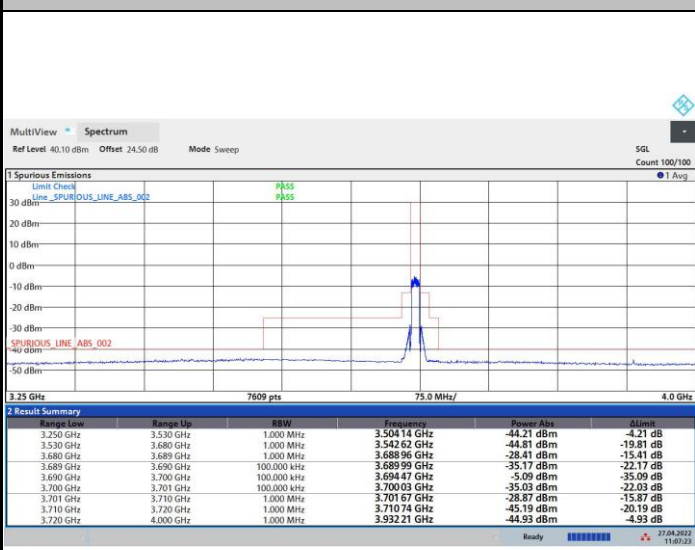 MultiView Spectrum
Ref Level 40.10 dBm Offset 24.50 dB Mode Sweep SGL
Count 100/100
1 Spurious Emissions 1 Avg
Limit Check PASS
Line _SPURIOUS_LINE_ABS_002 PASS
30 dBm
20 dBm
10 dBm
0 dBm
-10 dBm
-20 dBm
-30 dBm
SPURIOUS_LINE_ABS_002
-40 dBm
-50 dBm
3.25 GHz 7609 pts 75.0 MHz/ 4.0 GHz
2 Result Summary
Range Low Range Up RBW Frequency Power Abs ΔLimit
3.250 GHz 3.530 GHz 1.000 MHz 3.504 14 GHz -44.21 dBm -4.21 dB
3.530 GHz 3.680 GHz 1.000 MHz 3.542 62 GHz -44.81 dBm -19.81 dB
3.680 GHz 3.689 GHz 1.000 MHz 3.688 96 GHz -28.41 dBm -15.41 dB
3.689 GHz 3.690 GHz 100.000 kHz 3.689 99 GHz -35.17 dBm -22.17 dB
3.690 GHz 3.700 GHz 100.000 kHz 3.694 47 GHz -5.09 dBm -35.09 dB
3.700 GHz 3.701 GHz 100.000 kHz 3.700 03 GHz -35.03 dBm -22.03 dB
3.701 GHz 3.710 GHz 1.000 MHz 3.701 67 GHz -28.87 dBm -15.87 dB
3.710 GHz 3.720 GHz 1.000 MHz 3.710 74 GHz -45.19 dBm -20.19 dB
3.720 GHz 4.000 GHz 1.000 MHz 3.932 21 GHz -44.93 dBm -4.93 dB
Ready 27.04.2022
11:07:23